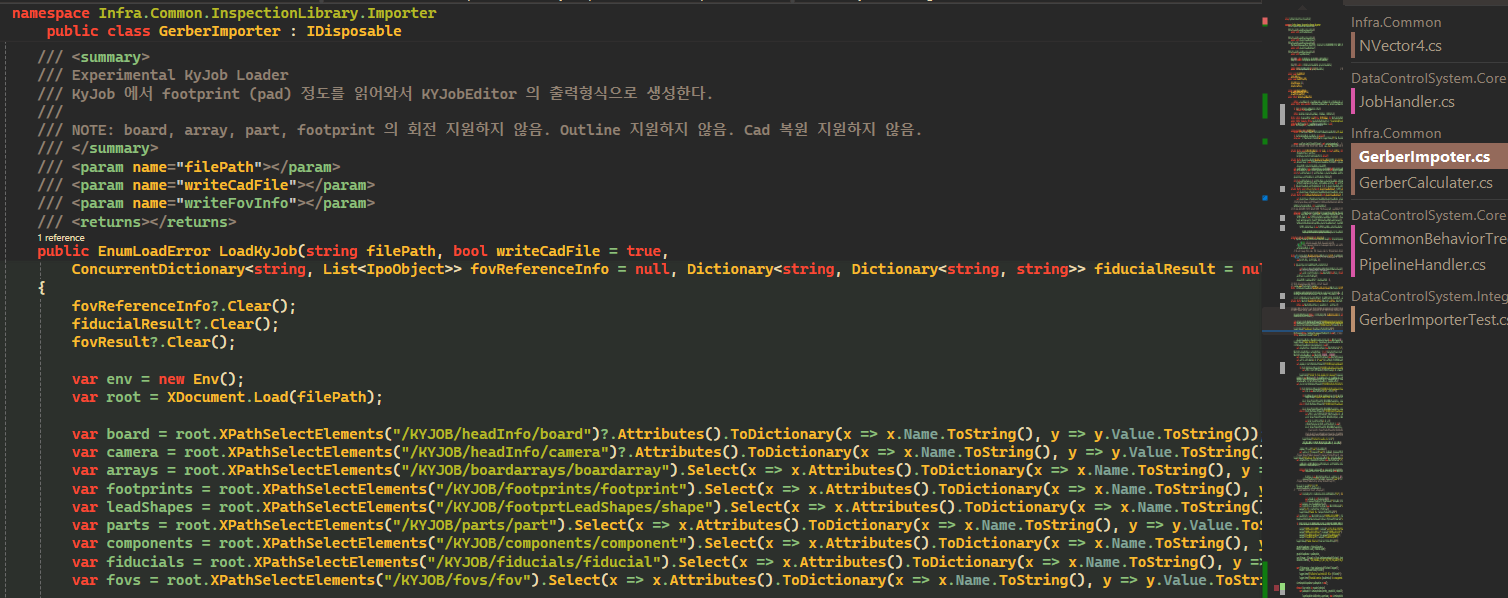 namespace Infra.Common.InspectionLibrary.Importer
public class GerberImporter : IDisposable
/// <summary>
/// Experimental KyJob Loader
/// KyJob 에서 footprint (pad) 정도를 읽어와서 KYJobEditor 의 출력형식으로 생성한다.
///
/// NOTE: board, array, part, footprint 의 회전 지원하지 않음. Outline 지원하지 않음. Cad 복원 지원하지 않음.
/// </summary>
/// <param name="filePath"></param>
/// <param name="writeCadFile"></param>
/// <param name="writeFovInfo"></param>
/// <returns></returns>
1 reference
public EnumLoadError LoadKyJob(string filePath, bool writeCadFile = true,
ConcurrentDictionary<string, List<IpoObject>> fovReferenceInfo = null, Dictionary<string, Dictionary<string, string>> fiducialResult = nul
{
fovReferenceInfo?.Clear();
fiducialResult?.Clear();
fovResult?.Clear();
var env = new Env();
var root = XDocument.Load(filePath);
var board = root.XPathSelectElements("/KYJOB/headInfo/board")?.Attributes().ToDictionary(x => x.Name.ToString(), y => y.Value.ToString())
var camera = root.XPathSelectElements("/KYJOB/headInfo/camera")?.Attributes().ToDictionary(x => x.Name.ToString(), y => y.Value.ToString(
var arrays = root.XPathSelectElements("/KYJOB/boardarrays/boardarray").Select(x => x.Attributes().ToDictionary(x => x.Name.ToString(), y =
var footprints = root.XPathSelectElements("/KYJOB/footprints/footprint").Select(x => x.Attributes().ToDictionary(x => x.Name.ToString(), y
var leadShapes = root.XPathSelectElements("/KYJOB/footprtLeadShapes/shape").Select(x => x.Attributes().ToDictionary(x => x.Name.ToString(
var parts = root.XPathSelectElements("/KYJOB/parts/part").Select(x => x.Attributes().ToDictionary(x => x.Name.ToString(), y => y.Value.To
var components = root.XPathSelectElements("/KYJOB/components/component").Select(x => x.Attributes().ToDictionary(x => x.Name.ToString(), y
var fiducials = root.XPathSelectElements("/KYJOB/fiducials/fiducial").Select(x => x.Attributes().ToDictionary(x => x.Name.ToString(), y =
var fovs = root.XPathSelectElements("/KYJOB/fovs/fov").Select(x => x.Attributes().ToDictionary(x => x.Name.ToString(), y => y.Value.ToStr
Infra.Common
NVector4.cs
DataControlSystem.Core
JobHandler.cs
Infra.Common
GerberImpoter.cs
GerberCalculater.cs
DataControlSystem.Core
CommonBehaviorTre
PipelineHandler.cs
DataControlSystem.Integ
GerberImporterTest.cs